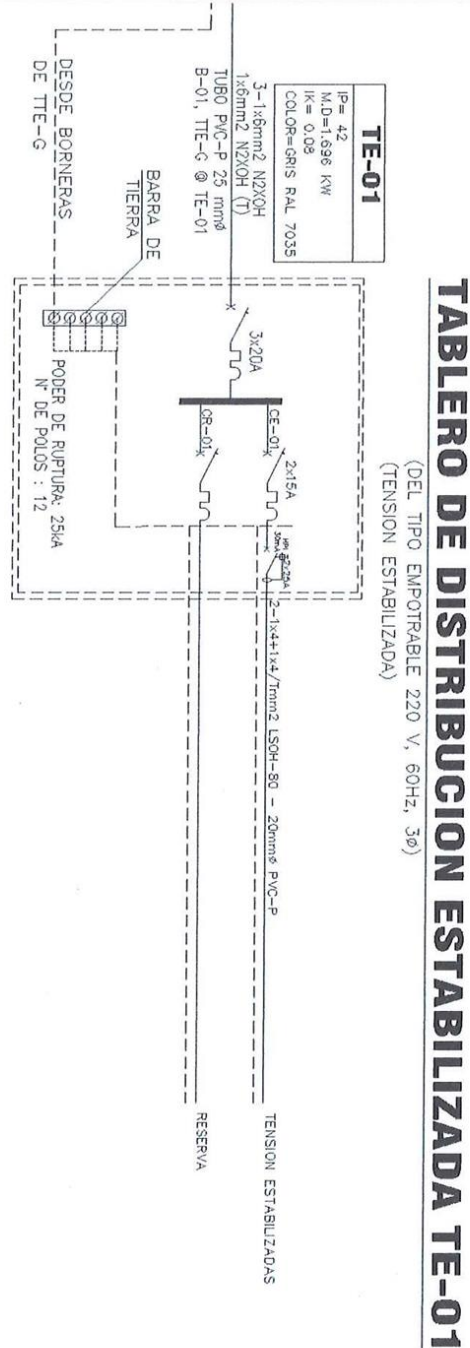 TABLERO DE DISTRIBUCION ESTABILIZADA TE-01
(DEL TIPO EMPOTRABLE 220 V, 60Hz, 3ø)
(TENSION ESTABILIZADA)
TE-01
IP= 42
M.D=1.696 KW
IK= 0.08
COLOR=GRIS RAL 7035
3-1x6mm2 N2XOH
1x6mm2 N2XOH (T)
TUBO PVC-P 25 mmø
B-01, TTE-G @ TE-01
3x20A
CE-01
2x15A
2x25A
30mA
2-1x4+1x4/Tmm2 LSOH-80 - 20mmø PVC-P
TENSION ESTABILIZADAS
CR-01
RESERVA
BARRA DE
TIERRA
PODER DE RUPTURA: 25kA
N° DE POLOS : 12
DESDE BORNERAS
DE TTE-G